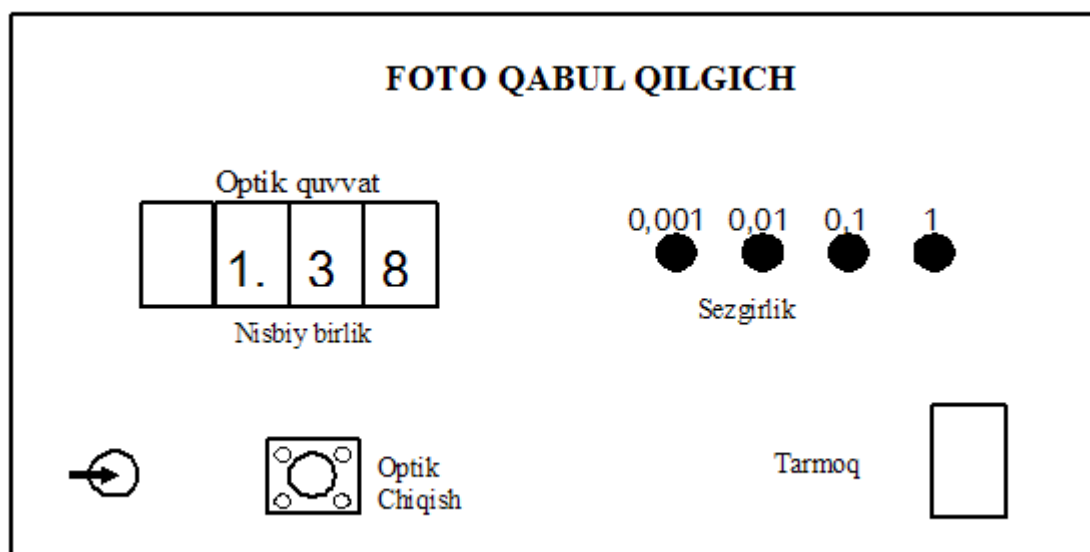 FOTO QABUL QILGICH
Optik quvvat
1. 3 8
Nisbiy birlik
0,001 0,01 0,1 1
Sezgirlik
Optik
Chiqish
Tarmoq